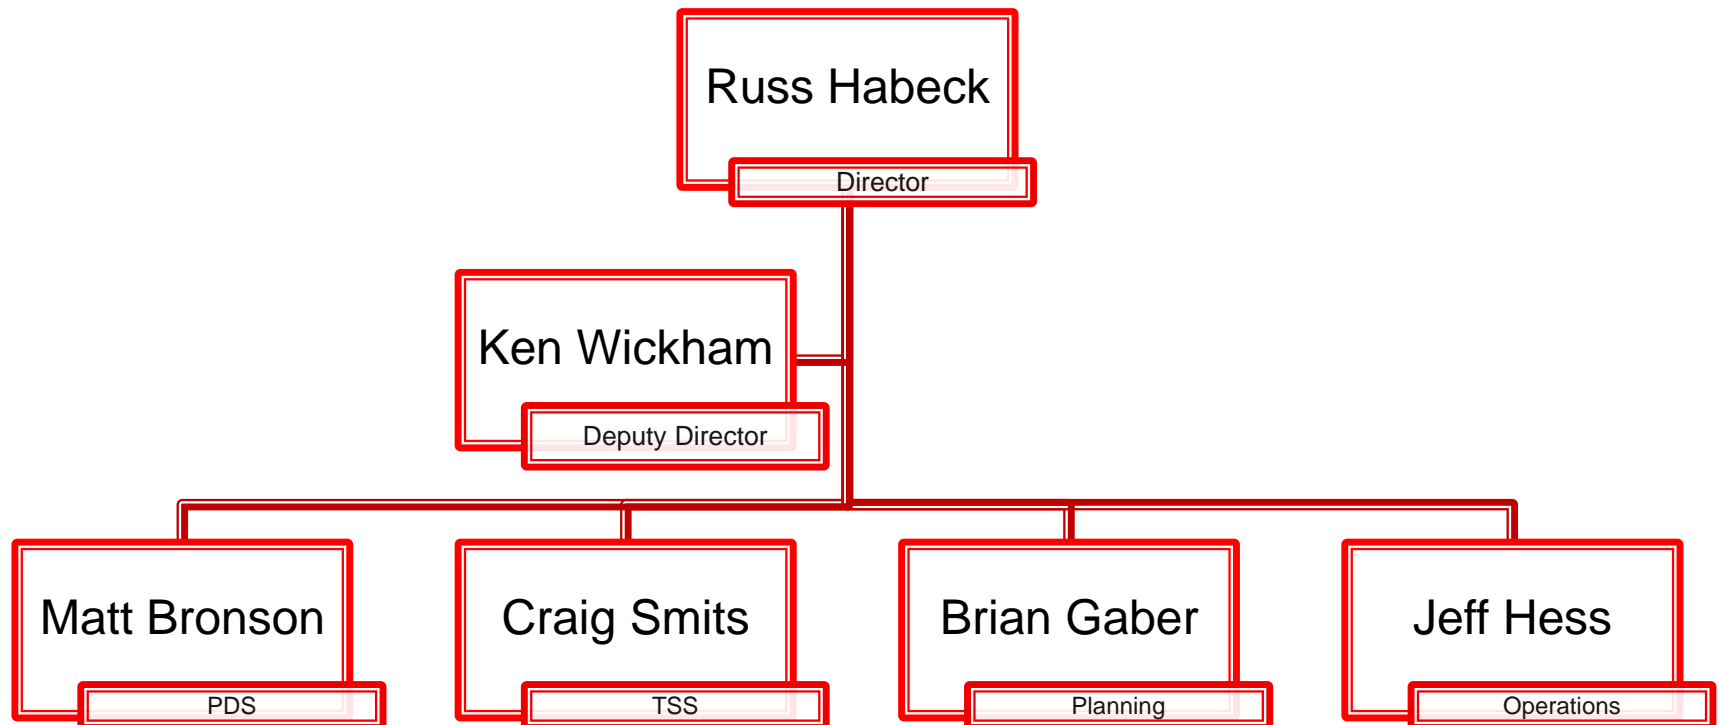 Russ Habeck
Director
Ken Wickham
Deputy Director
Matt Bronson
PDS
Craig Smits
TSS
Brian Gaber
Planning
Jeff Hess
Operations